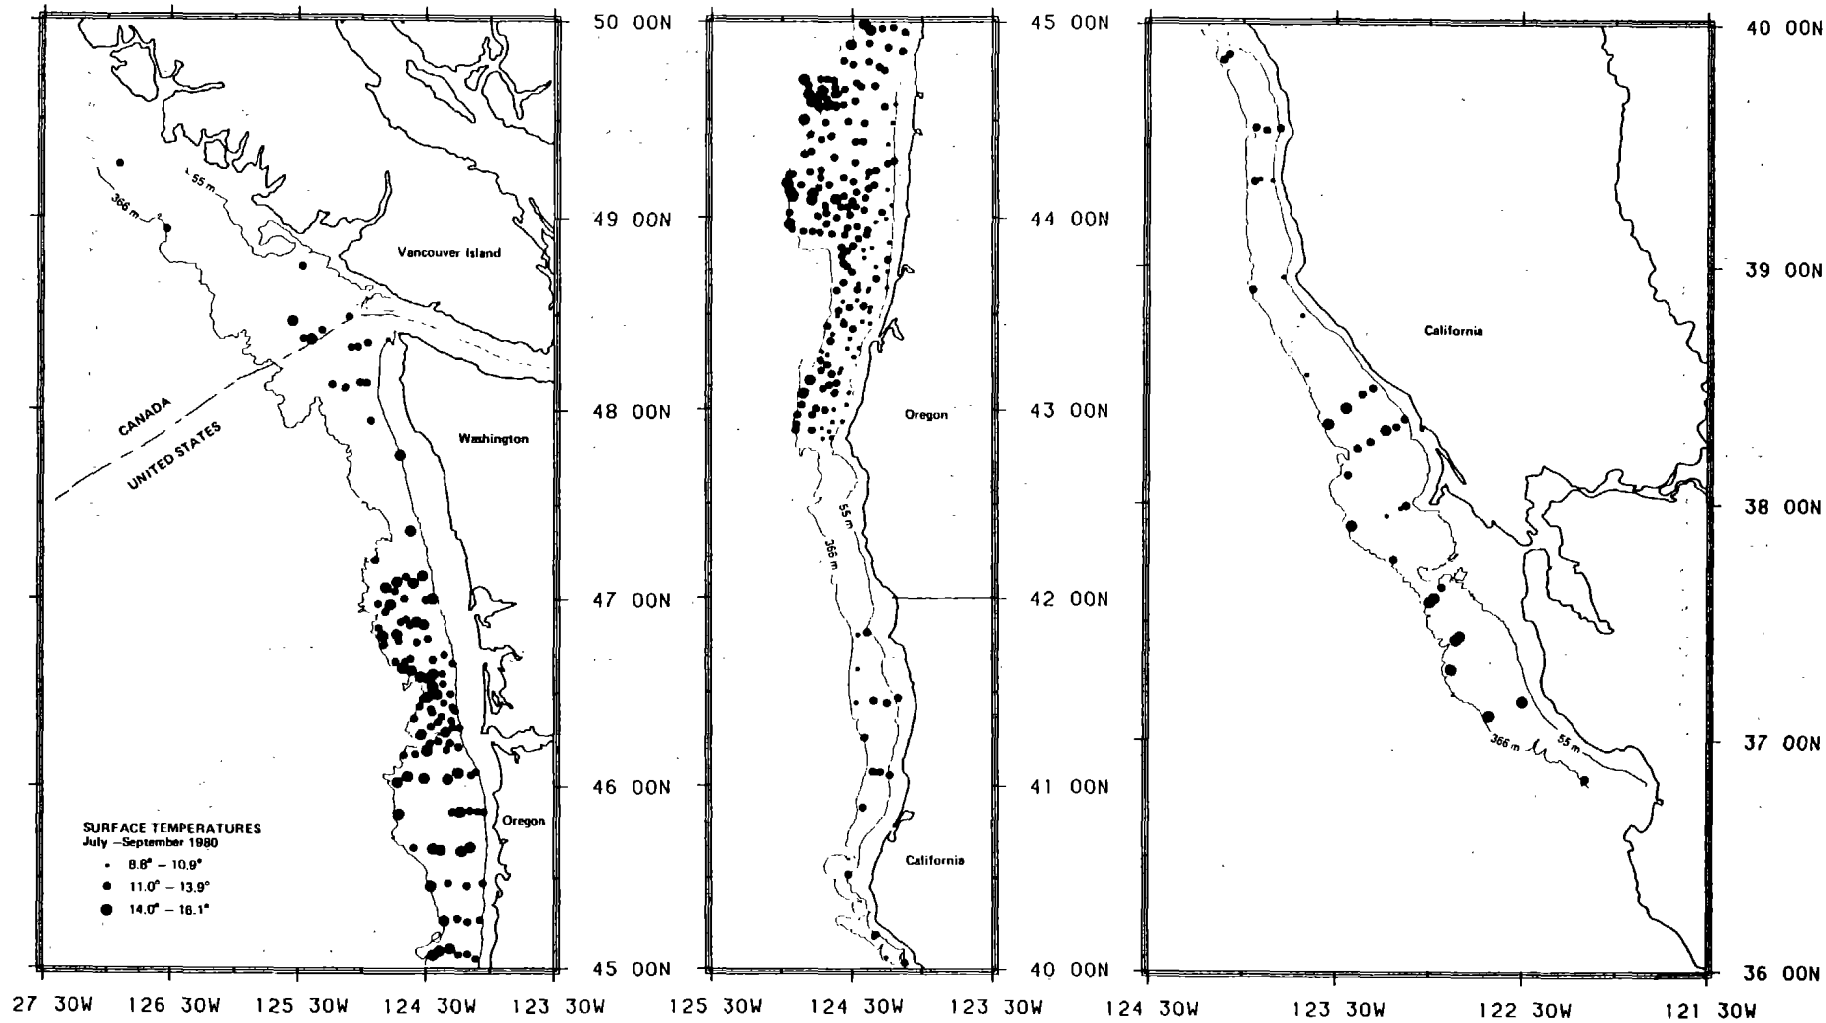 50 00N
49 00N
48 00N
47 00N
46 00N
45 00N
55 m
366 m
Vancouver Island
CANADA
UNITED STATES
Washington
Oregon
SURFACE TEMPERATURES
July – September 1980
8.8° – 10.9°
11.0° – 13.9°
14.0° – 16.1°
27 30W
126 30W
125 30W
124 30W
123 30W
45 00N
44 00N
43 00N
42 00N
41 00N
40 00N
Oregon
55 m
366 m
California
125 30W
124 30W
123 30W
40 00N
39 00N
38 00N
37 00N
36 00N
California
366 m
55 m
124 30W
123 30W
122 30W
121 30W